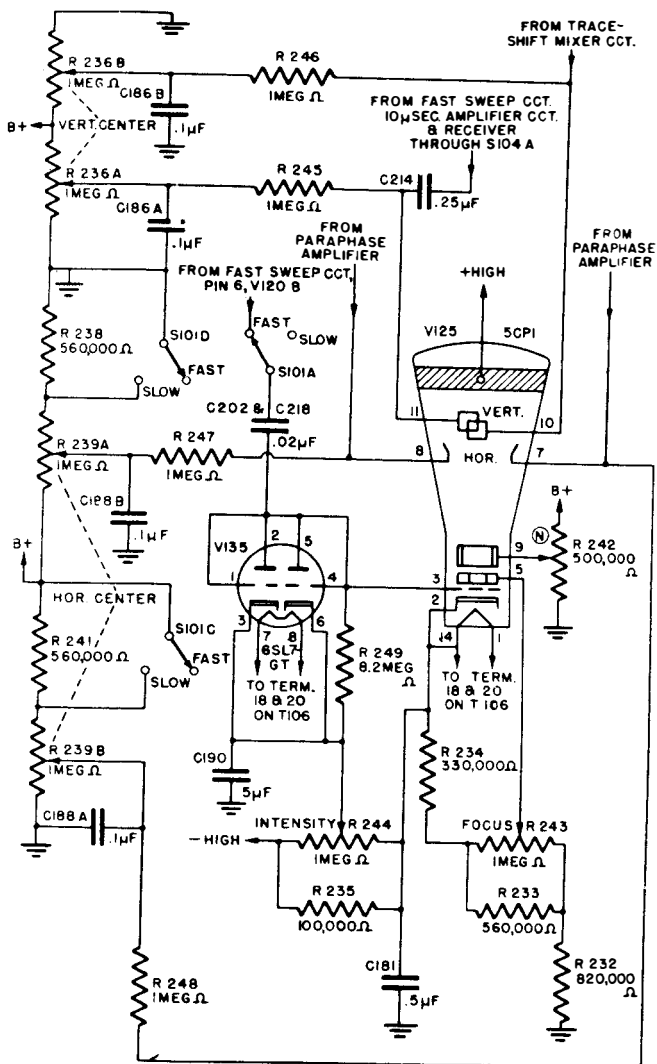 FROM TRACE-
SHIFT MIXER CCT.
R 236B
1MEG Ω
C186B
.1µF
R 246
1MEG Ω
FROM FAST SWEEP CCT.
10µSEC. AMPLIFIER CCT.
& RECEIVER
THROUGH S104 A
B+
VERT. CENTER
R 236A
1MEG Ω
C186A
.1µF
R 245
1MEG Ω
C214
.25µF
FROM
PARAPHASE
AMPLIFIER
FROM
PARAPHASE
AMPLIFIER
FROM FAST SWEEP CCT,
PIN 6, V120 B
+HIGH
R 238
560,000Ω
S101D
FAST
SLOW
FAST
SLOW
S101A
V125
5CP1
C202 & C218
.02µF
11
VERT.
10
R 239A
1MEG Ω
R 247
1MEG Ω
8
HOR.
7
C188B
.1µF
B+
HOR. CENTER
V135
2
5
1
4
3
6
7
8
6SL7-
GT
B+
N
9
R 242
500,000
Ω
5
3
2
14
1
R 241
560,000Ω
S101C
FAST
SLOW
R 249
8.2MEG
Ω
TO TERM.
18 & 20
ON T106
TO TERM.
18 & 20
ON T106
R 239B
1MEG Ω
C190
.5µF
R 234
330,000Ω
C188A
.1µF
INTENSITY
R 244
1MEG Ω
-HIGH
FOCUS
R 243
1MEG Ω
R 235
100,000Ω
R 233
560,000Ω
C181
.5µF
R 232
820,000
Ω
R 248
1MEG Ω